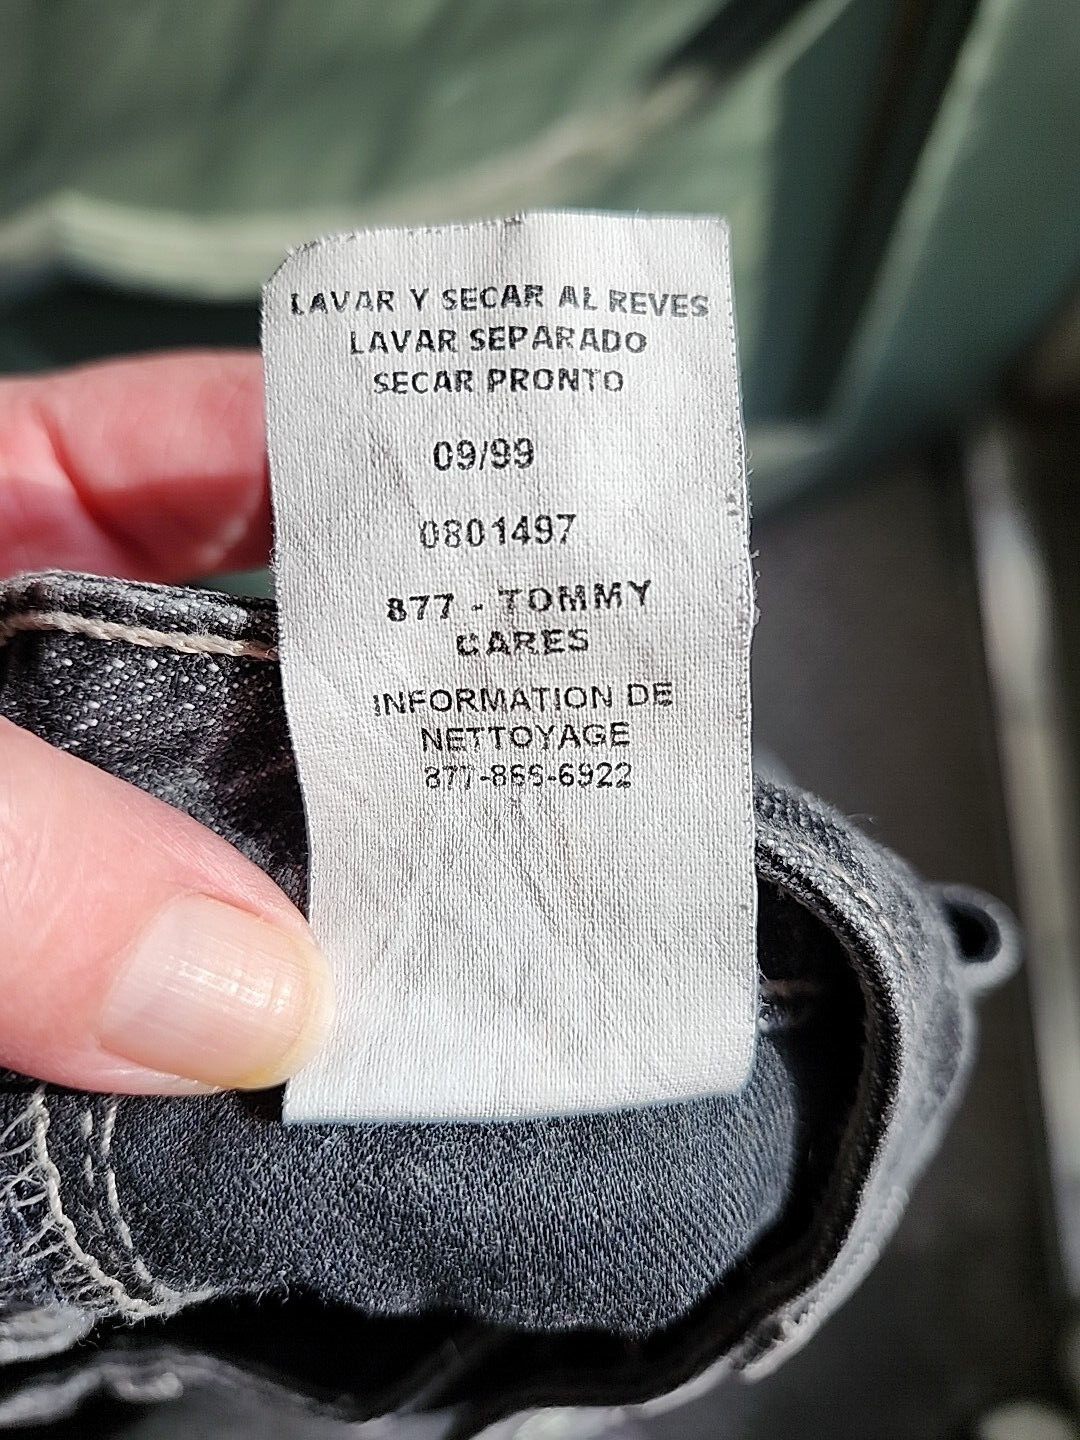 LAVAR Y SECAR AL REVES
LAVAR SEPARADO
SECAR PRONTO
09/99
0801497
877 - TOMMY
CARES
INFORMATION DE
NETTOYAGE
877-866-6922